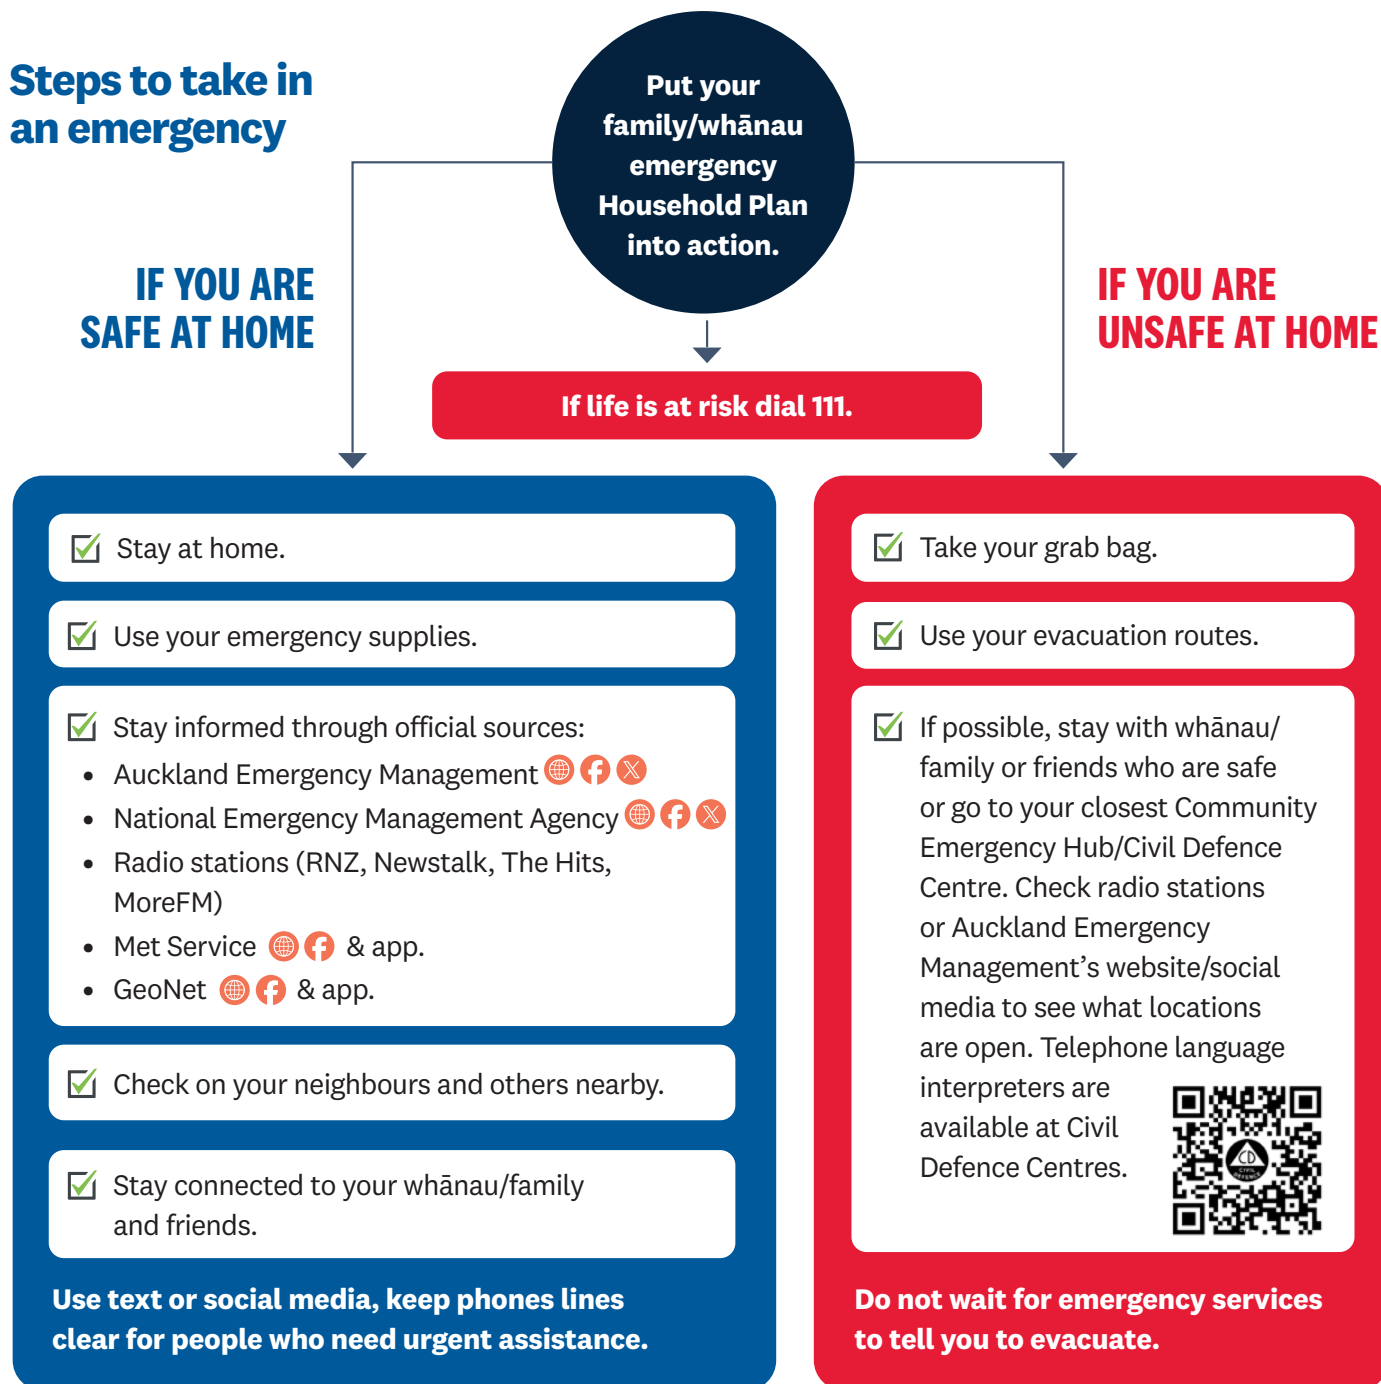 Steps to take in
an emergency
Put your
family/whānau
emergency
Household Plan
into action.
IF YOU ARE
SAFE AT HOME
IF YOU ARE
UNSAFE AT HOME
If life is at risk dial 111.
Stay at home.
Use your emergency supplies.
Stay informed through official sources:
• Auckland Emergency Management
• National Emergency Management Agency
• Radio stations (RNZ, Newstalk, The Hits,
MoreFM)
• Met Service & app.
• GeoNet & app.
Check on your neighbours and others nearby.
Stay connected to your whānau/family
and friends.
Use text or social media, keep phones lines
clear for people who need urgent assistance.
Take your grab bag.
Use your evacuation routes.
If possible, stay with whānau/
family or friends who are safe
or go to your closest Community
Emergency Hub/Civil Defence
Centre. Check radio stations
or Auckland Emergency
Management's website/social
media to see what locations
are open. Telephone language
interpreters are
available at Civil
Defence Centres.
CD
CIVIL
DEFENCE
Do not wait for emergency services
to tell you to evacuate.